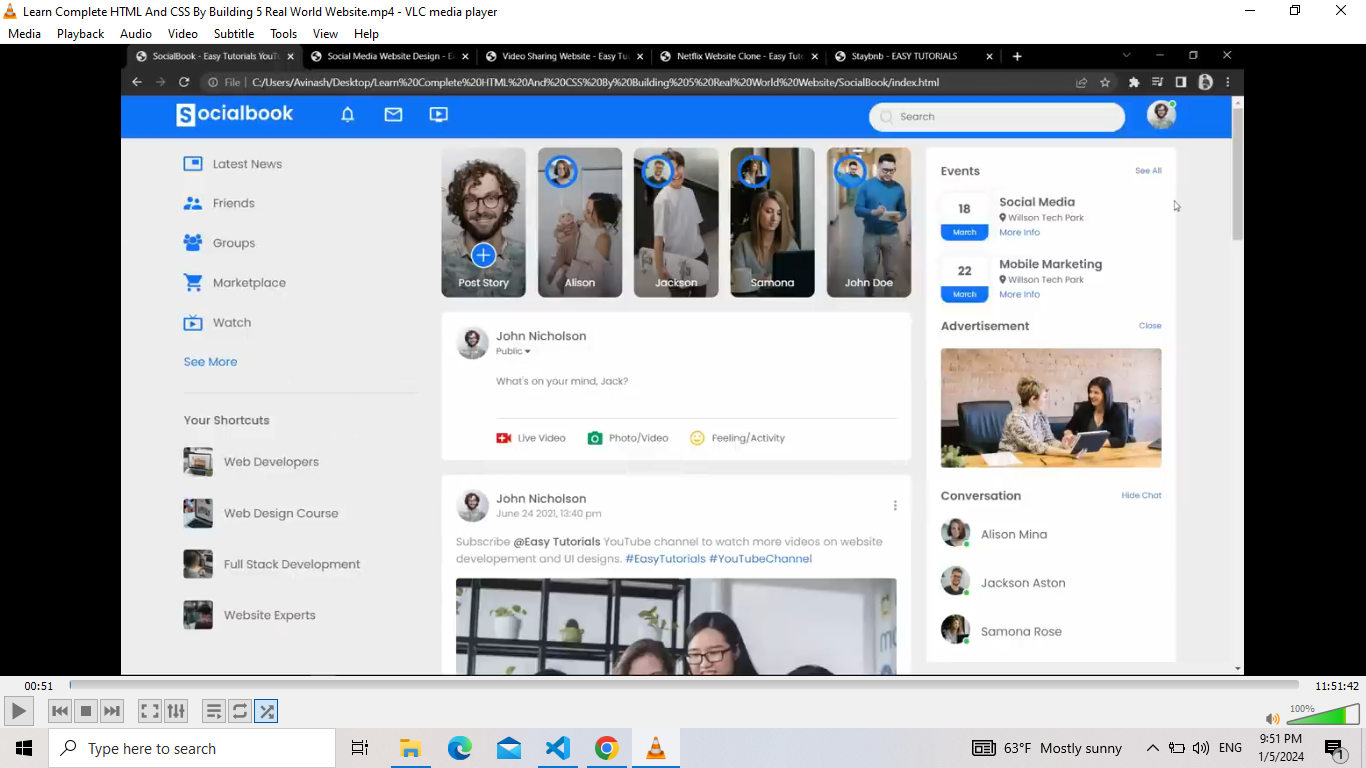 Learn Complete HTML And CSS By Building 5 Real World Website.mp4 - VLC media player
Media Playback Audio Video Subtitle Tools View Help
SocialBook - Easy Tutorials YouT
Social Media Website Design - E
Video Sharing Website - Easy Tu
Netflix Website Clone - Easy Tut
Staybnb - EASY TUTORIALS
File C:/Users/Avinash/Desktop/Learn%20Complete%20HTML%20And%20CSS%20By%20Building%205%20Real%20World%20Website/SocialBook/index.html
Socialbook
Search
Latest News
Friends
Groups
Marketplace
Watch
See More
Your Shortcuts
Web Developers
Web Design Course
Full Stack Development
Website Experts
Post Story
Alison
Jackson
Samona
John Doe
John Nicholson
Public
What's on your mind, Jack?
Live Video
Photo/Video
Feeling/Activity
John Nicholson
June 24 2021, 13:40 pm
Subscribe @Easy Tutorials YouTube channel to watch more videos on website
developement and UI designs. #EasyTutorials #YouTubeChannel
Events
See All
18
March
Social Media
Willson Tech Park
More Info
22
March
Mobile Marketing
Willson Tech Park
More Info
Advertisement
Close
Conversation
Hide Chat
Alison Mina
Jackson Aston
Samona Rose
00:51
11:51:42
100%
Type here to search
63°F Mostly sunny
ENG
9:51 PM
1/5/2024
1